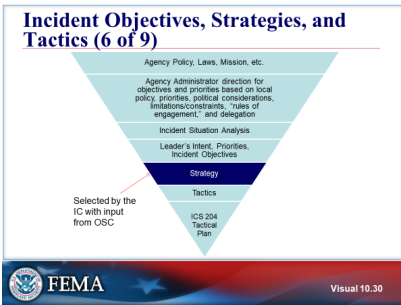 Incident Objectives, Strategies, and
Tactics (6 of 9)
Agency Policy, Laws, Mission, etc.
Agency Administrator direction for
objectives and priorities based on local
policy, priorities, political considerations,
limitations/constraints, "rules of
engagement," and delegation
Incident Situation Analysis
Leader's Intent, Priorities,
Incident Objectives
Strategy
Tactics
ICS 204
Tactical
Plan
Selected by the
IC with input
from OSC
FEMA
Visual 10.30